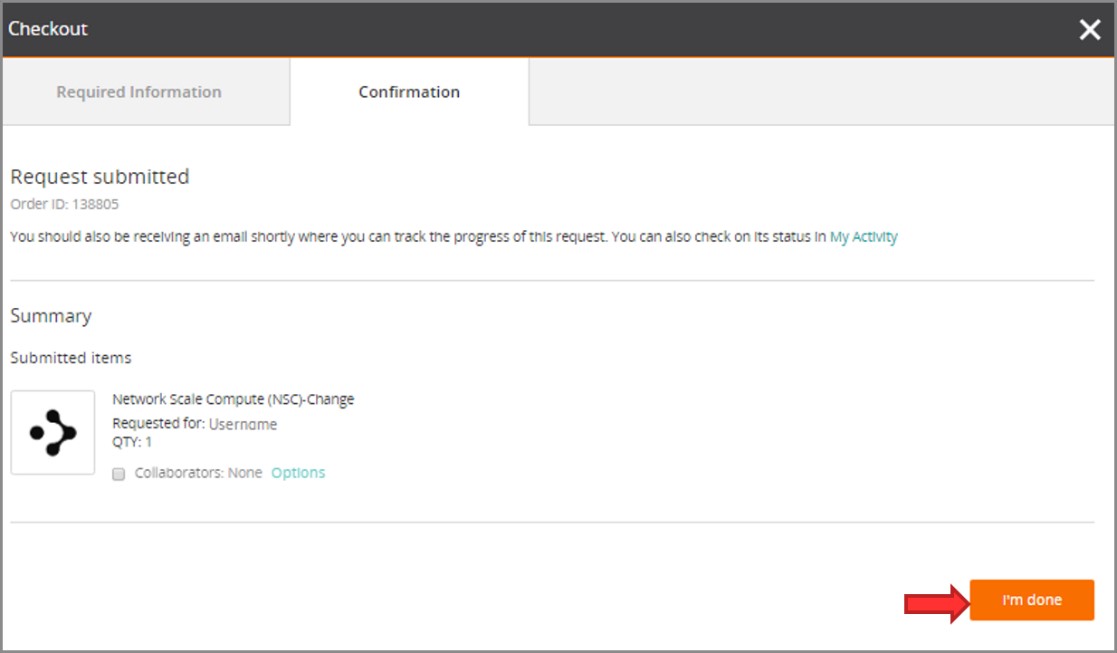 Checkout
Required Information
Confirmation
Request submitted
Order ID: 138805
You should also be receiving an email shortly where you can track the progress of this request. You can also check on its status in My Activity
Summary
Submitted items
Network Scale Compute (NSC)-Change
Requested for: Username
QTY: 1
Collaborators: None Options
I'm done